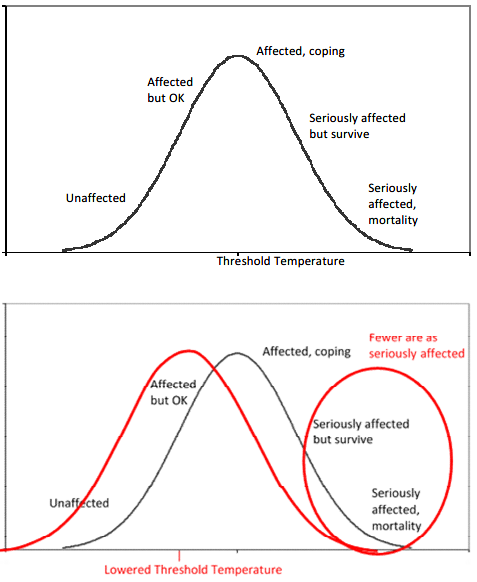 Affected, coping
Affected
but OK
Seriously affected
but survive
Unaffected
Seriously
affected,
mortality
Threshold Temperature
Fewer are as
seriously affected
Affected, coping
Affected
but OK
Seriously affected
but survive
Unaffected
Seriously
affected,
mortality
Lowered Threshold Temperature